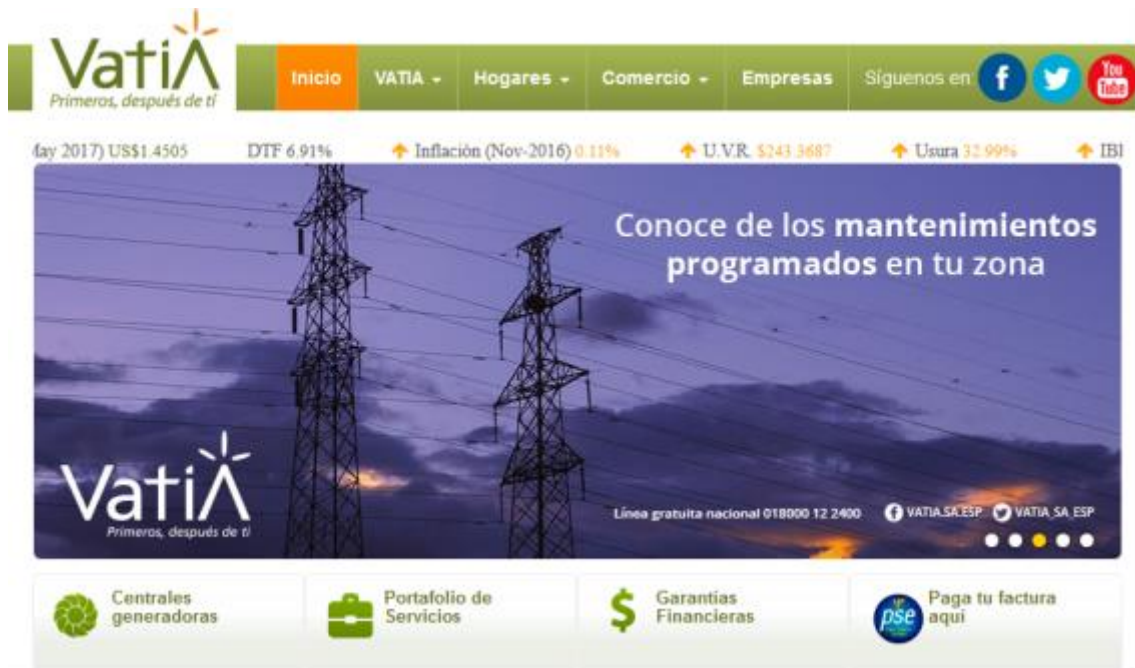 VatiA
Primeros, después de tí
Inicio VATIA Hogares Comercio Empresas Síguenos en f You Tube
May 2017) US$1.4505 DTF 6.91% Inflación (Nov-2016) 0.11% U.V.R. $243.3687 Usura 32.99% IBI
Conoce de los mantenimientos
programados en tu zona
VatiA
Primeros, después de ti
Línea gratuita nacional 018000 12 2400 VATIA.SA.ESP VATIA_SA_ESP
Centrales
generadoras
Portafolio de
Servicios
Garantías
Financieras
pse
Paga tu factura
aquí